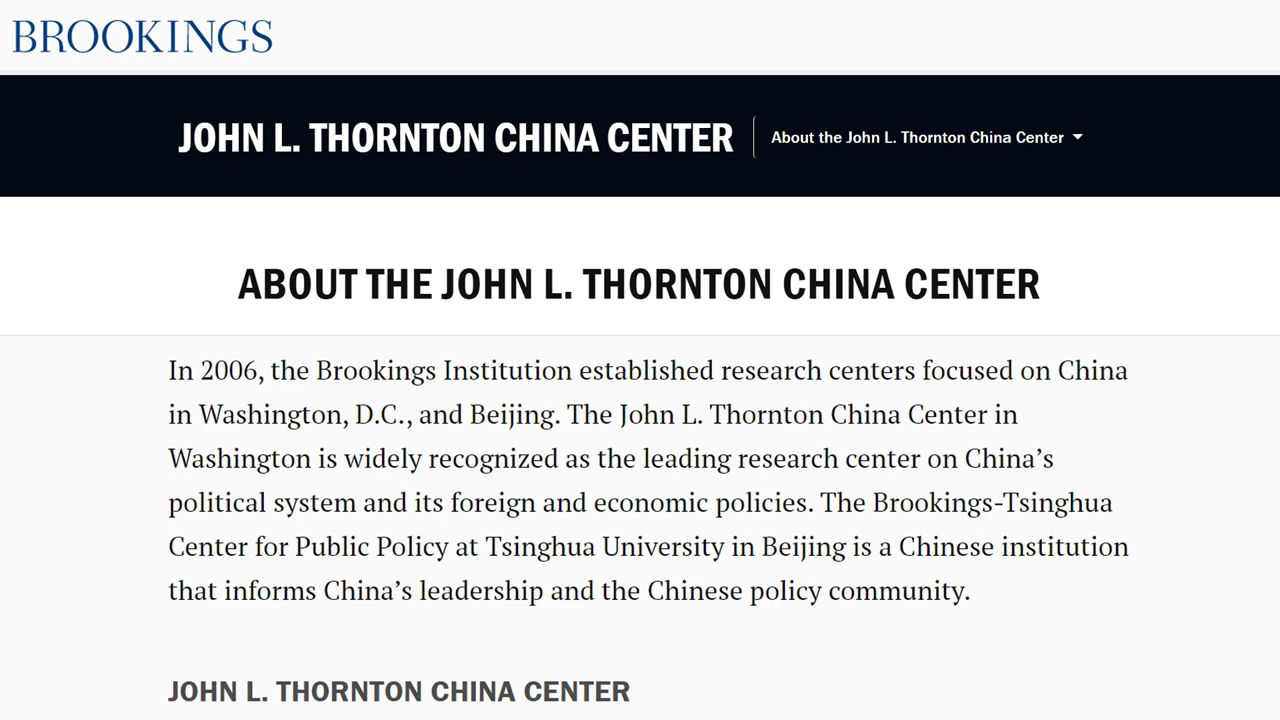 BROOKINGS
JOHN L. THORNTON CHINA CENTER
About the John L. Thornton China Center
ABOUT THE JOHN L. THORNTON CHINA CENTER
In 2006, the Brookings Institution established research centers focused on China
in Washington, D.C., and Beijing. The John L. Thornton China Center in
Washington is widely recognized as the leading research center on China’s
political system and its foreign and economic policies. The Brookings-Tsinghua
Center for Public Policy at Tsinghua University in Beijing is a Chinese institution
that informs China’s leadership and the Chinese policy community.
JOHN L. THORNTON CHINA CENTER